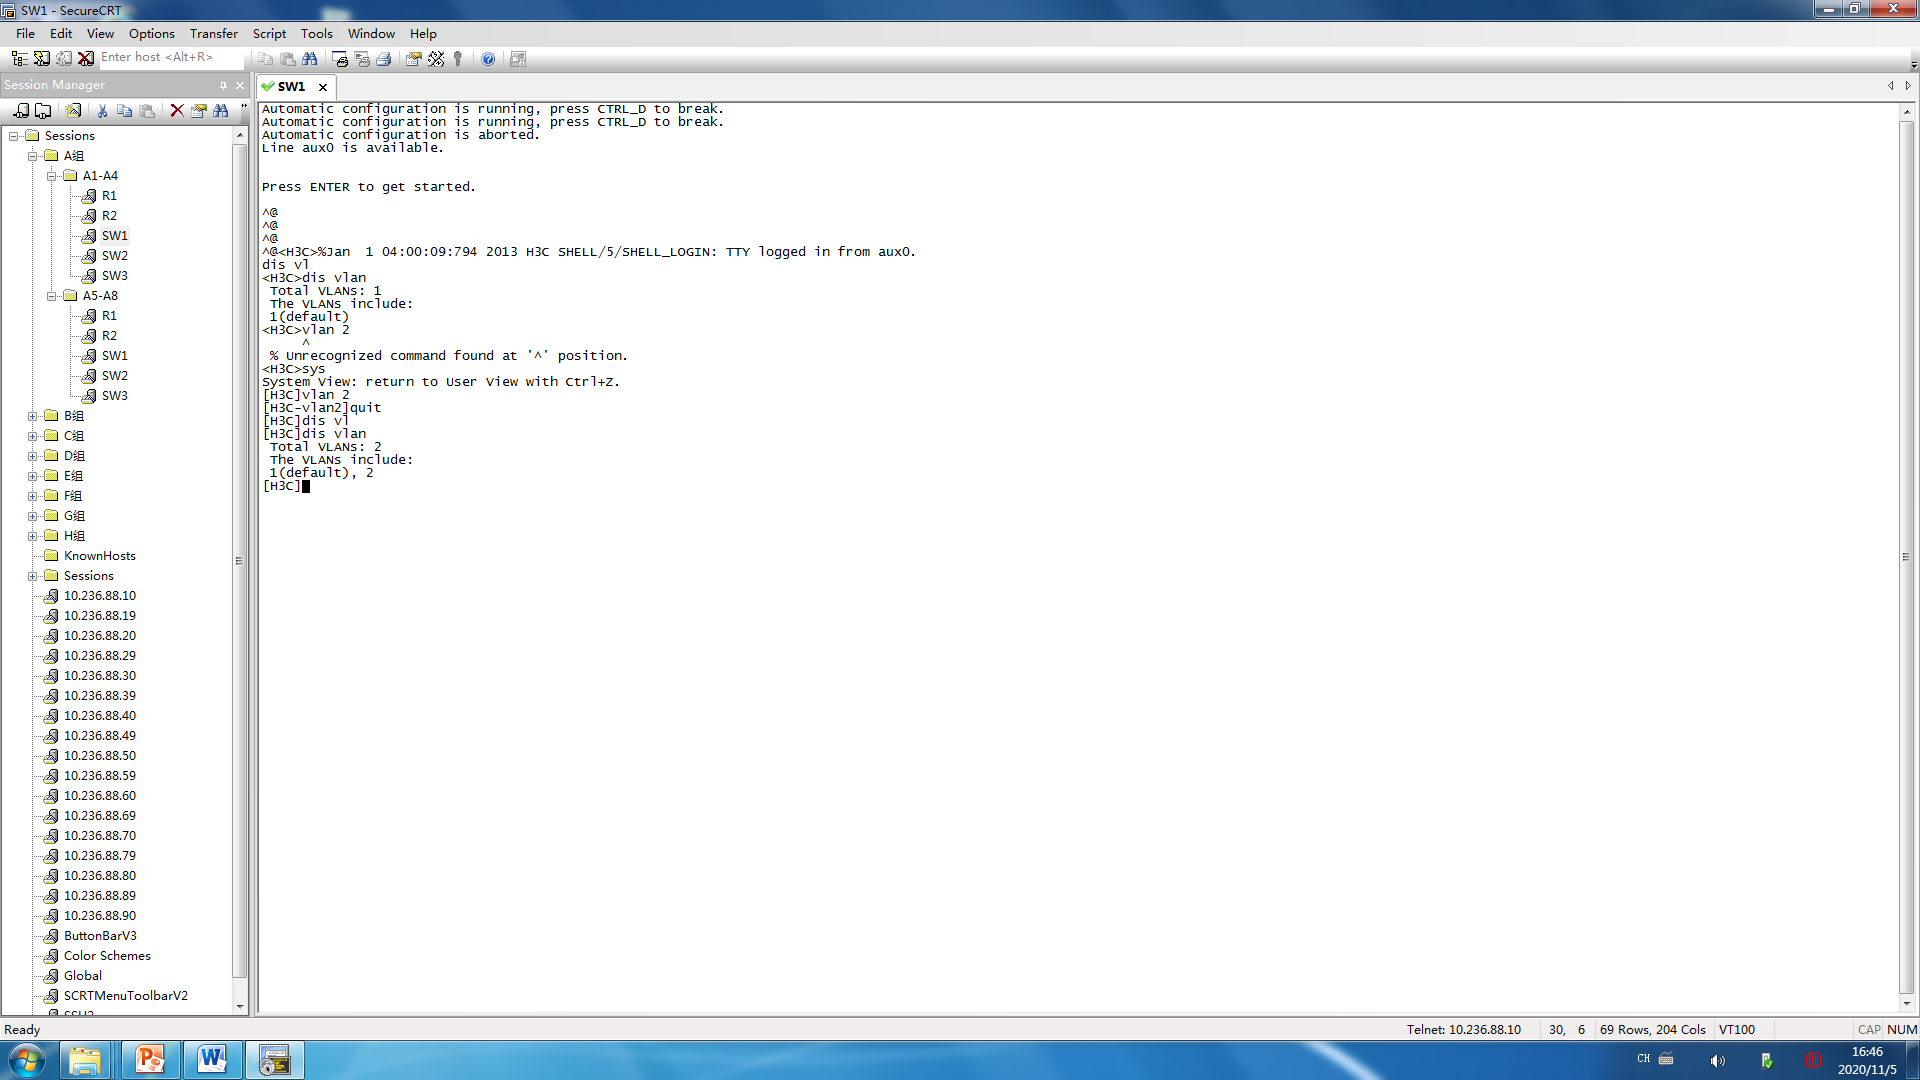 SW1 - SecureCRT
File Edit View Options Transfer Script Tools Window Help
Enter host <Alt+R>
Session Manager
SW1
Sessions
A组
A1-A4
R1
R2
SW1
SW2
SW3
A5-A8
R1
R2
SW1
SW2
SW3
B组
C组
D组
E组
F组
G组
H组
KnownHosts
Sessions
10.236.88.10
10.236.88.19
10.236.88.20
10.236.88.29
10.236.88.30
10.236.88.39
10.236.88.40
10.236.88.49
10.236.88.50
10.236.88.59
10.236.88.60
10.236.88.69
10.236.88.70
10.236.88.79
10.236.88.80
10.236.88.89
10.236.88.90
ButtonBarV3
Color Schemes
Global
SCRTMenuToolbarV2
Automatic configuration is running, press CTRL_D to break.
Automatic configuration is running, press CTRL_D to break.
Automatic configuration is aborted.
Line aux0 is available.
Press ENTER to get started.
^@
^@
^@
^@<H3C>%Jan  1 04:00:09:794 2013 H3C SHELL/5/SHELL_LOGIN: TTY logged in from aux0.
dis vl
<H3C>dis vlan
Total VLANs: 1
The VLANs include:
1(default)
<H3C>vlan 2
^
% Unrecognized command found at '^' position.
<H3C>sys
System View: return to User View with Ctrl+Z.
[H3C]vlan 2
[H3C-vlan2]quit
[H3C]dis vl
[H3C]dis vlan
Total VLANs: 2
The VLANs include:
1(default), 2
[H3C]
Ready
Telnet: 10.236.88.10 30, 6 69 Rows, 204 Cols VT100 CAP NUM
CH
16:46
2020/11/5